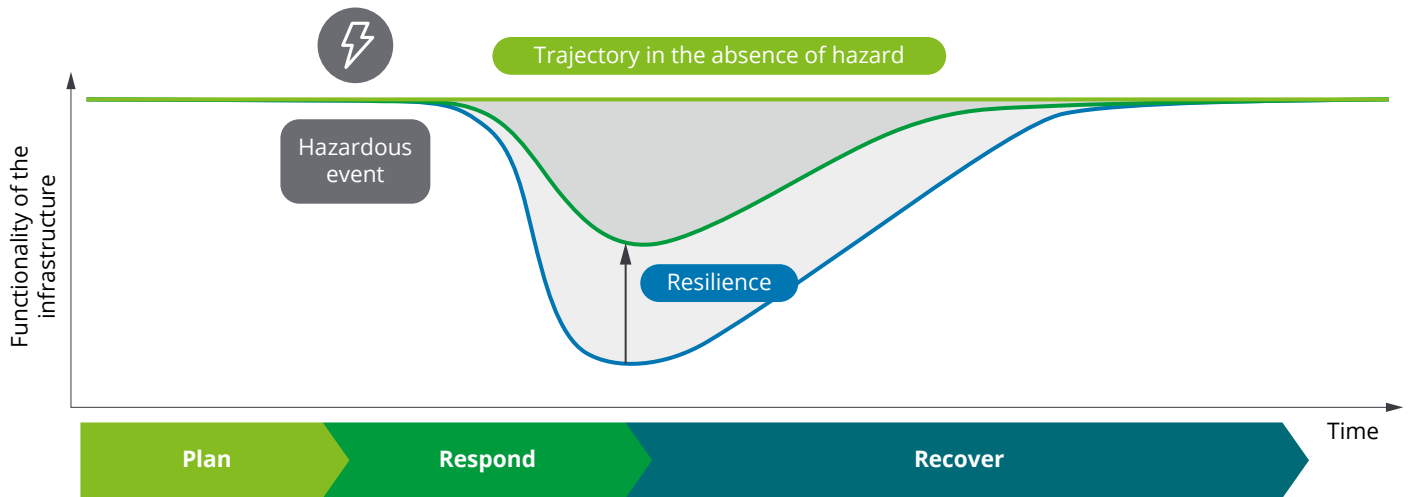 Trajectory in the absence of hazard
Hazardous
event
Functionality of the
infrastructure
Resilience
Time
Plan
Respond
Recover